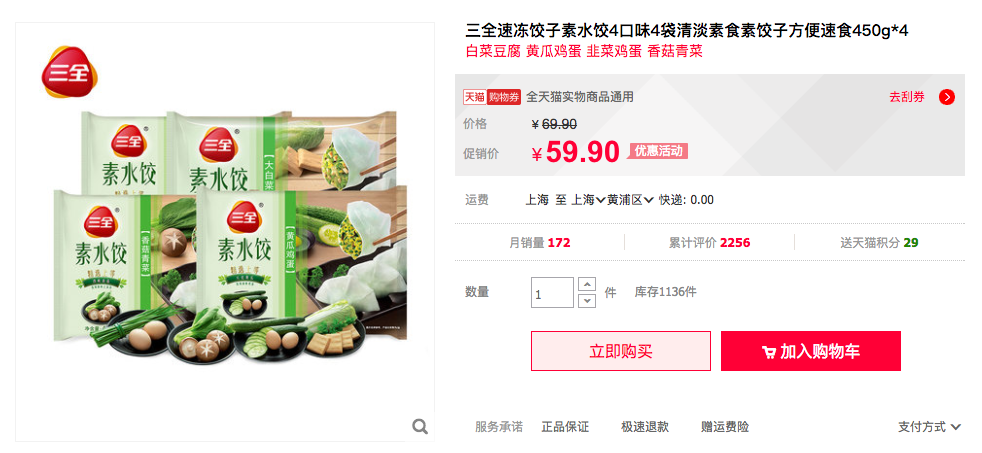 三全速冻饺子素水饺4口味4袋清淡素食素饺子方便速食450g*4
白菜豆腐 黄瓜鸡蛋 韭菜鸡蛋 香菇青菜
天猫 购物券 全天猫实物商品通用 去刮券
价格 ¥69.90
促销价 ¥59.90 优惠活动
运费 上海 至 上海 黄浦区 快递: 0.00
月销量 172 累计评价 2256 送天猫积分 29
数量 1 件 库存1136件
立即购买 加入购物车
服务承诺 正品保证 极速退款 赠运费险 支付方式
三全
三全® 三全®
素水饺 素水饺
【大白菜
三全® 三全®
素水饺 素水饺
【香菇青菜】 【黄瓜鸡蛋】